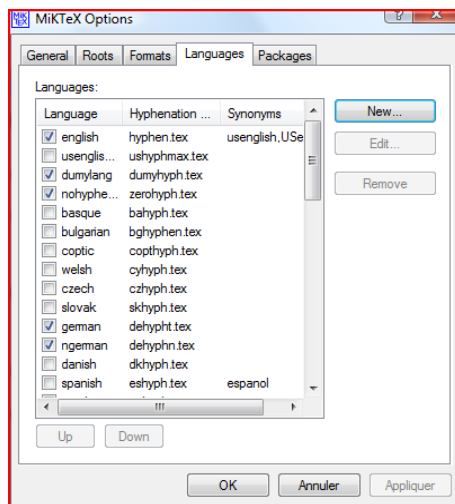 MiKTeX Options
General Roots Formats Languages Packages
Languages:
Language Hyphenation ... Synonyms
english hyphen.tex usenglish,USe
usenglis... ushyphmax.tex
dumylang dumyhyph.tex
nohyphe... zerohyph.tex
basque bahyph.tex
bulgarian bghyphen.tex
coptic copthyph.tex
welsh cyhyph.tex
czech czhyph.tex
slovak skhyph.tex
german dehypht.tex
ngerman dehyphn.tex
danish dkhyph.tex
spanish eshyph.tex espanol
New...
Edit...
Remove
Up Down
OK Annuler Appliquer